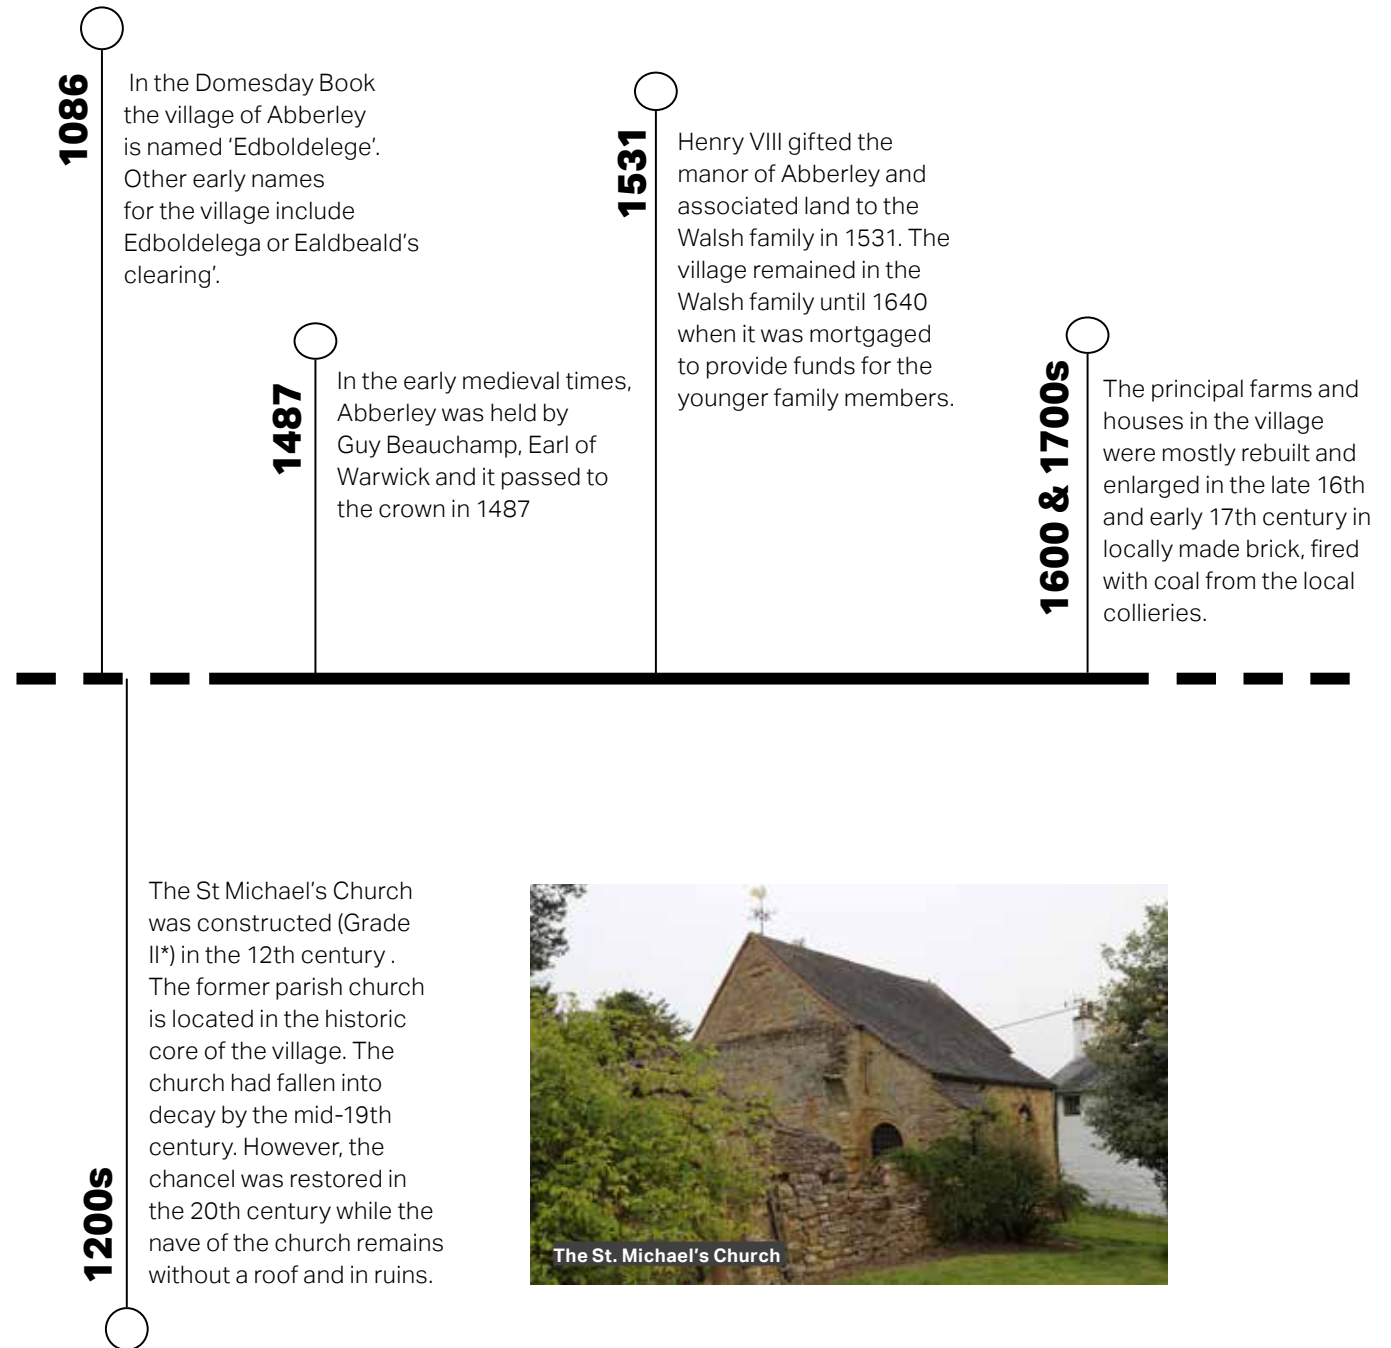 1086
In the Domesday Book
the village of Abberley
is named ‘Edboldelege’.
Other early names
for the village include
Edboldelega or Ealdbeald’s
clearing’.
1487
In the early medieval times,
Abberley was held by
Guy Beauchamp, Earl of
Warwick and it passed to
the crown in 1487
1531
Henry VIII gifted the
manor of Abberley and
associated land to the
Walsh family in 1531. The
village remained in the
Walsh family until 1640
when it was mortgaged
to provide funds for the
younger family members.
1600 & 1700s
The principal farms and
houses in the village
were mostly rebuilt and
enlarged in the late 16th
and early 17th century in
locally made brick, fired
with coal from the local
collieries.
1200s
The St Michael’s Church
was constructed (Grade
II*) in the 12th century .
The former parish church
is located in the historic
core of the village. The
church had fallen into
decay by the mid-19th
century. However, the
chancel was restored in
the 20th century while the
nave of the church remains
without a roof and in ruins.
The St. Michael’s Church